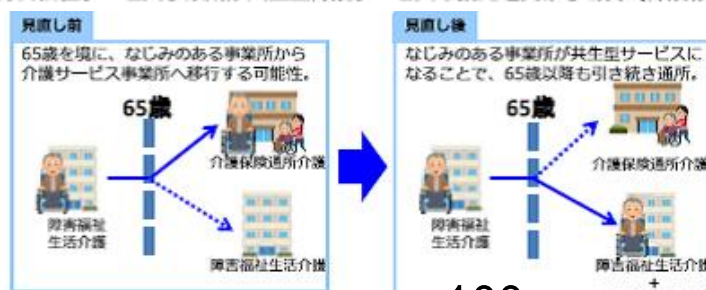 見直し前
65歳を境に、なじみのある事業所から
介護サービス事業所へ移行する可能性。
65歳
介護保険通所介護
障害福祉
生活介護
障害福祉生活介護
見直し後
なじみのある事業所が共生型サービスに
なることで、65歳以降も引き続き通所。
65歳
介護保険通所介護
障害福祉
生活介護
障害福祉生活介護
+